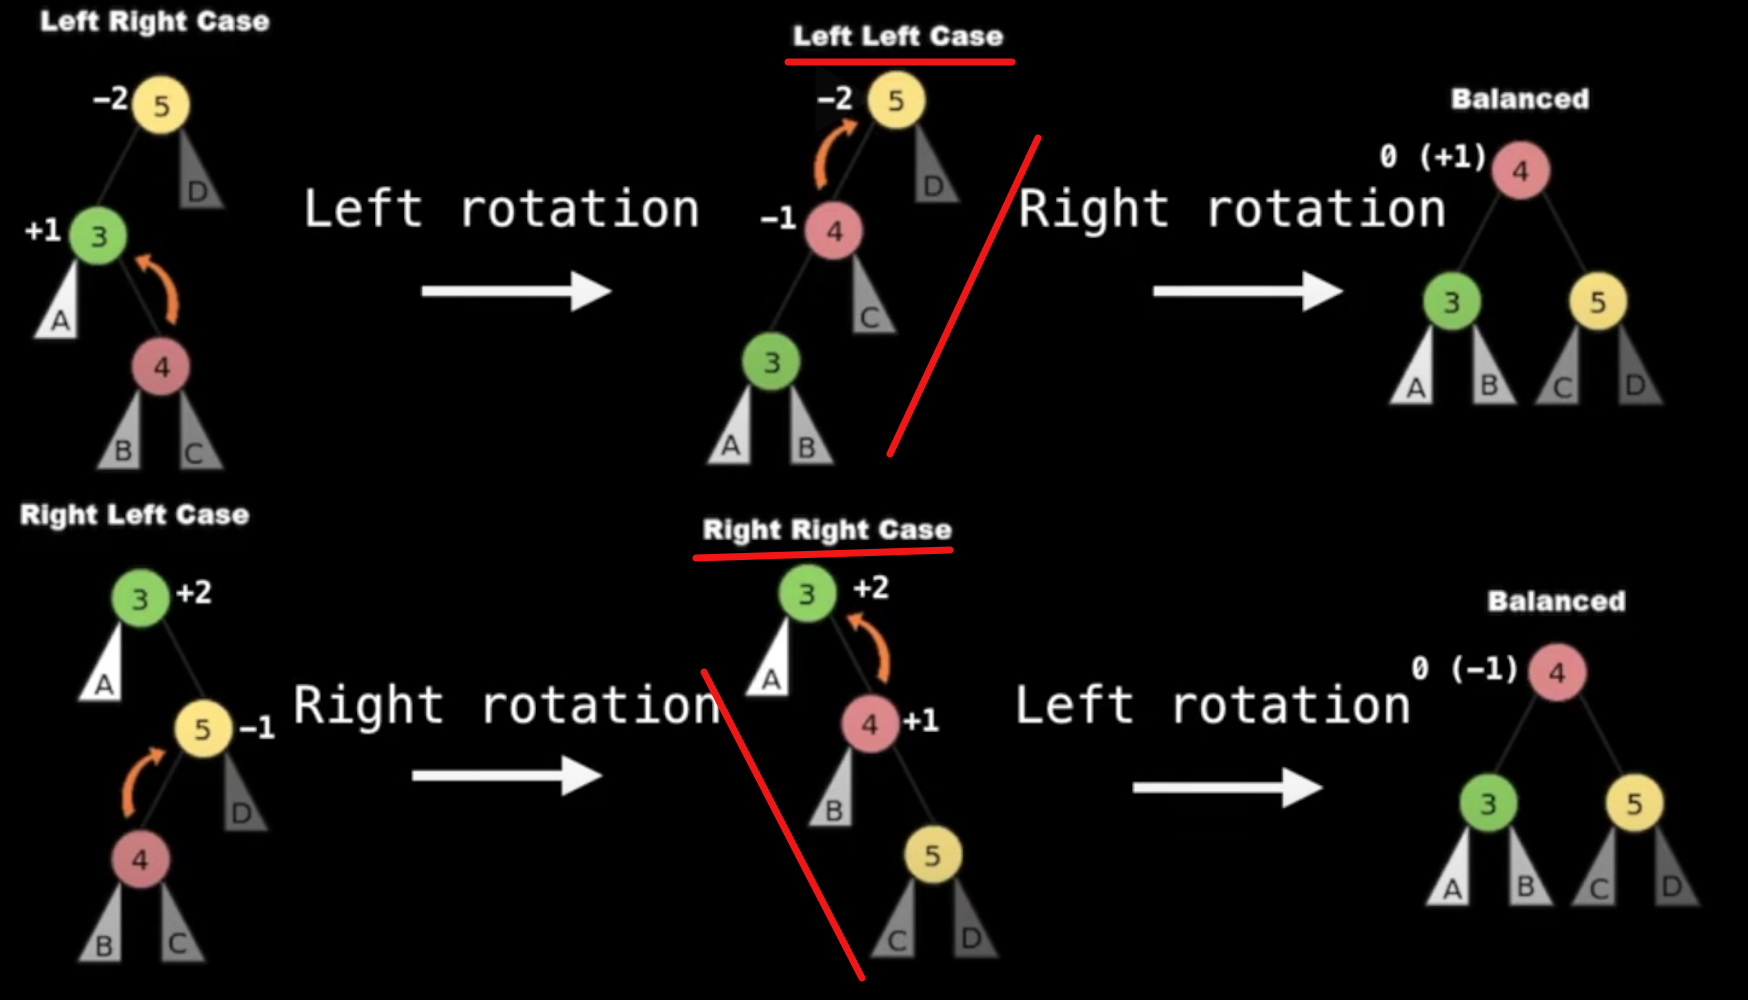 Left Right Case
−2 5
D
+1 3
A
4
B C
Left rotation
Left Left Case
−2 5
D
−1 4
C
3
A B
Right rotation
Balanced
0 (+1) 4
3 5
A B C D
Right Left Case
3 +2
A
5 −1
D
4
B C
Right rotation
Right Right Case
3 +2
A
4 +1
B
5
C D
Left rotation
Balanced
0 (−1) 4
3 5
A B C D